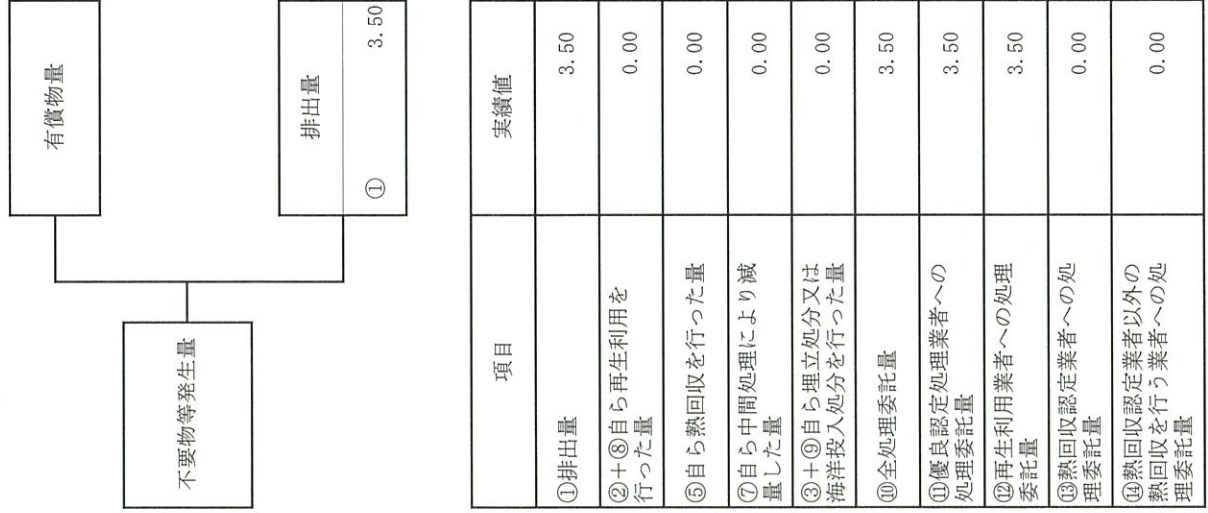 有償物量
不要物等発生量
排出量
① 3.50
項目 実績値
①排出量 3.50
②+⑧自ら再生利用を
行った量 0.00
⑤自ら熱回収を行った量 0.00
⑦自ら中間処理により減
量した量 0.00
③+⑨自ら埋立処分又は
海洋投入処分を行った量 0.00
⑩全処理委託量 3.50
⑪優良認定処理業者への
処理委託量 3.50
⑫再生利用業者への処理
委託量 3.50
⑬熱回収認定業者への処
理委託量 0.00
⑭熱回収認定業者以外の
熱回収を行う業者への処
理委託量 0.00